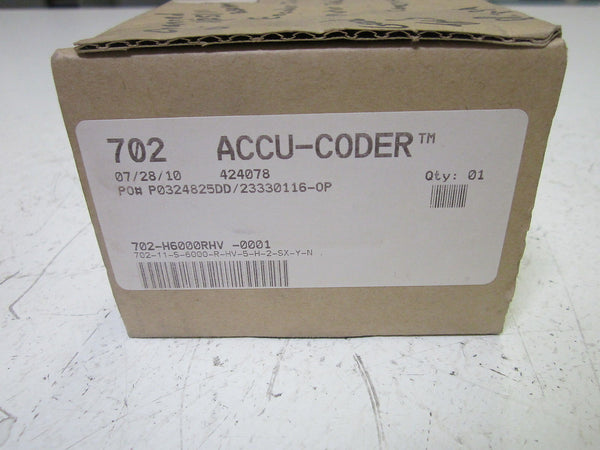 702 ACCU-CODER™
07/28/10 424078 Qty: 01
PO# P0324825DD/23330116-OP
702-H6000RHV -0001
702-11-S-6000-R-HV-5-H-2-SX-Y-N